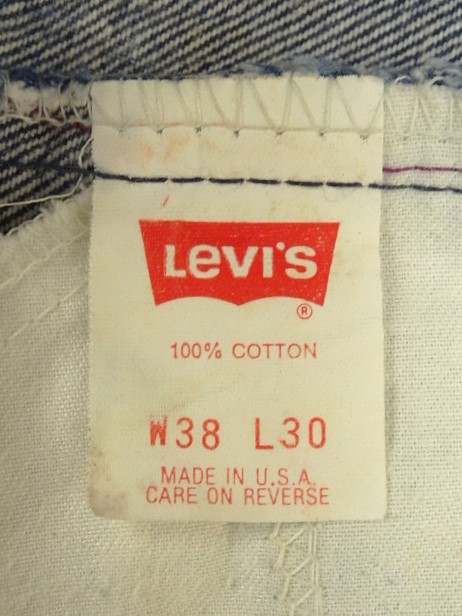 Levi's
®
100% COTTON
W38 L30
MADE IN U.S.A.
CARE ON REVERSE